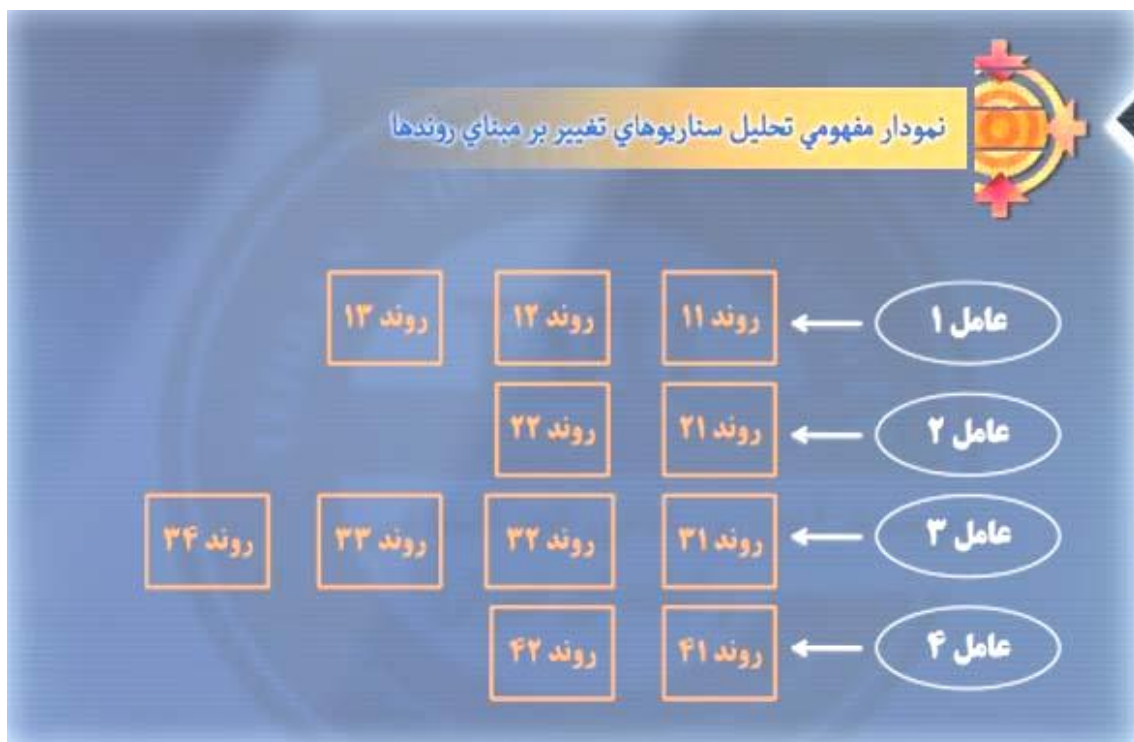 نمودار مفهومي تحليل سناريوهاي تغيير بر مبناي روندها
عامل ۱ روند ۱۱ روند ۱۲ روند ۱۳
عامل ۲ روند ۲۱ روند ۲۲
عامل ۳ روند ۳۱ روند ۳۲ روند ۳۳ روند ۳۴
عامل ۴ روند ۴۱ روند ۴۲